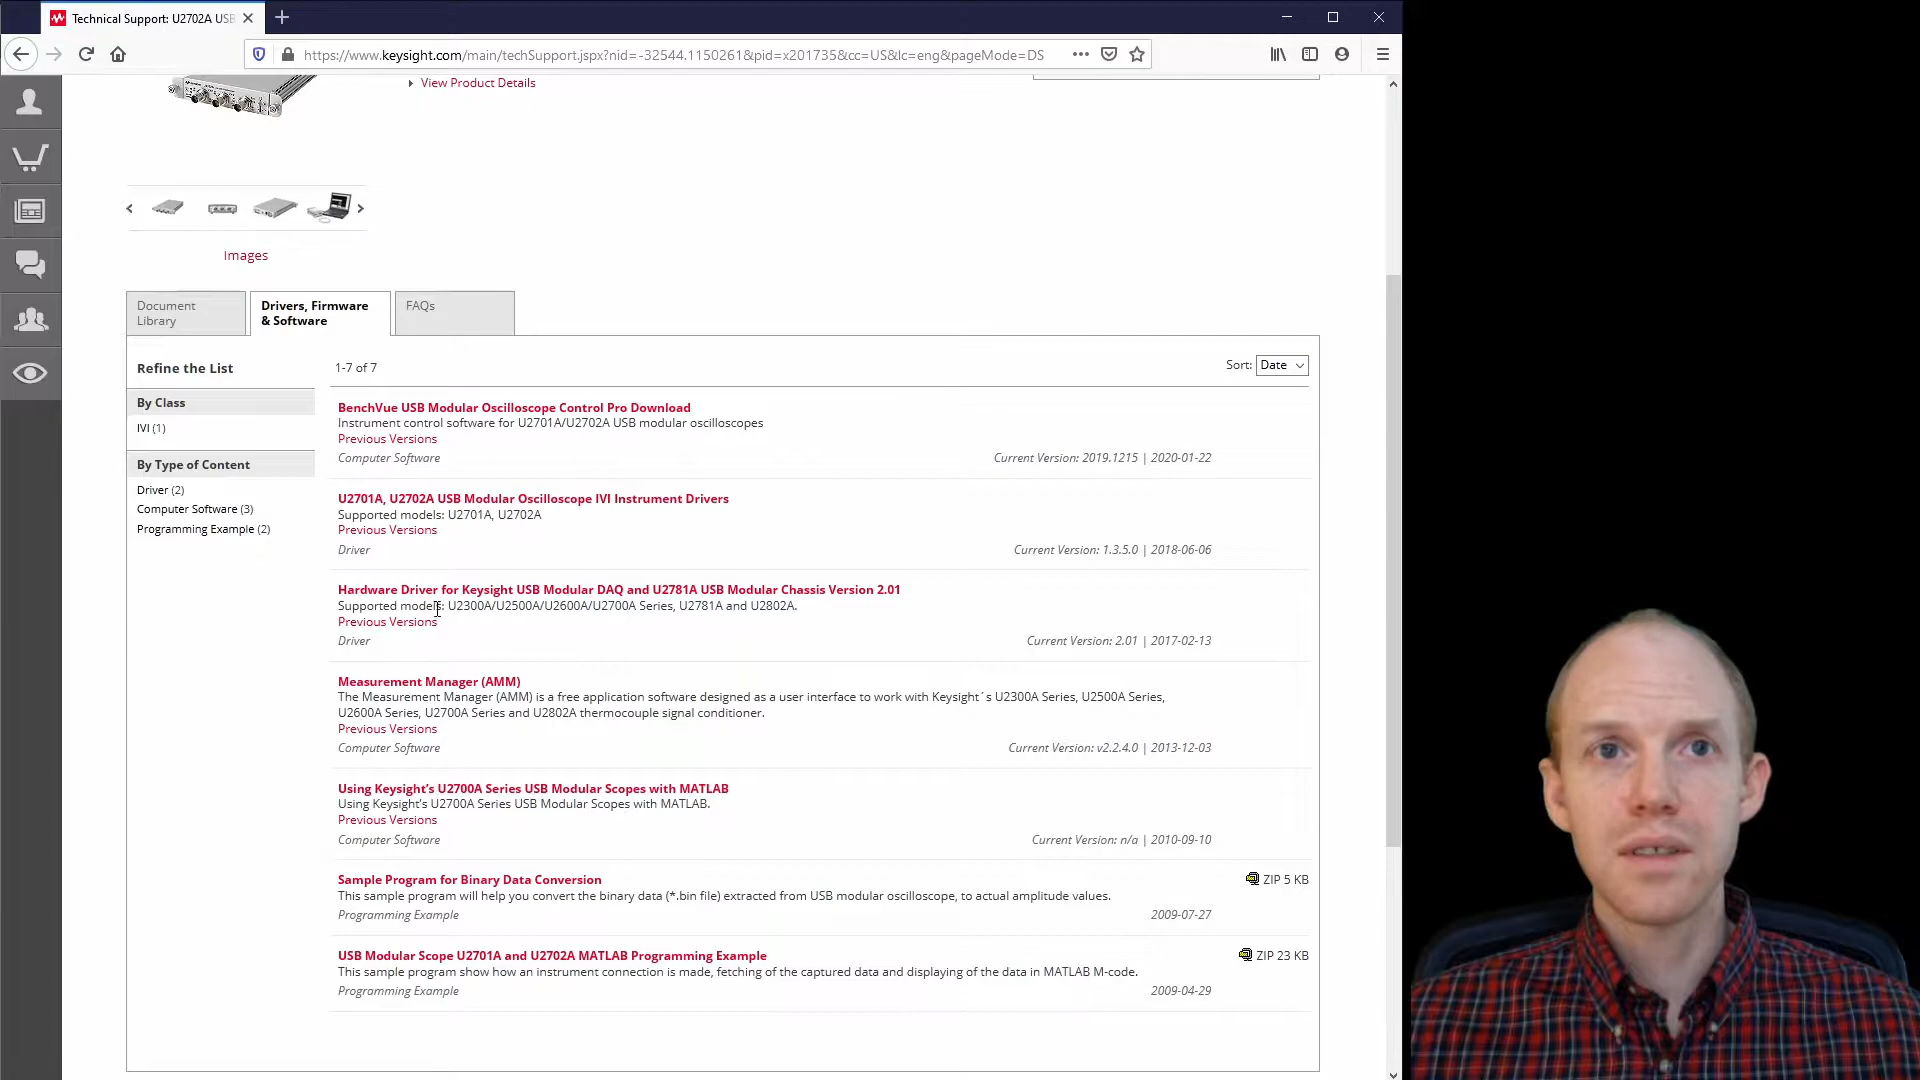 Technical Support: U2702A USB
https://www.keysight.com/main/techSupport.jspx?nid=-32544.1150261&pid=x201735&cc=US&lc=eng&pageMode=DS
View Product Details
Images
Document
Library
Drivers, Firmware
& Software
FAQs
Refine the List
By Class
IVI (1)
By Type of Content
Driver (2)
Computer Software (3)
Programming Example (2)
1-7 of 7
Sort: Date
BenchVue USB Modular Oscilloscope Control Pro Download
Instrument control software for U2701A/U2702A USB modular oscilloscopes
Previous Versions
Computer Software
Current Version: 2019.1215 | 2020-01-22
U2701A, U2702A USB Modular Oscilloscope IVI Instrument Drivers
Supported models: U2701A, U2702A
Previous Versions
Driver
Current Version: 1.3.5.0 | 2018-06-06
Hardware Driver for Keysight USB Modular DAQ and U2781A USB Modular Chassis Version 2.01
Supported models: U2300A/U2500A/U2600A/U2700A Series, U2781A and U2802A.
Previous Versions
Driver
Current Version: 2.01 | 2017-02-13
Measurement Manager (AMM)
The Measurement Manager (AMM) is a free application software designed as a user interface to work with Keysight´s U2300A Series, U2500A Series,
U2600A Series, U2700A Series and U2802A thermocouple signal conditioner.
Previous Versions
Computer Software
Current Version: v2.2.4.0 | 2013-12-03
Using Keysight’s U2700A Series USB Modular Scopes with MATLAB
Using Keysight’s U2700A Series USB Modular Scopes with MATLAB.
Previous Versions
Computer Software
Current Version: n/a | 2010-09-10
Sample Program for Binary Data Conversion
ZIP 5 KB
This sample program will help you convert the binary data (*.bin file) extracted from USB modular oscilloscope, to actual amplitude values.
Programming Example
2009-07-27
USB Modular Scope U2701A and U2702A MATLAB Programming Example
ZIP 23 KB
This sample program show how an instrument connection is made, fetching of the captured data and displaying of the data in MATLAB M-code.
Programming Example
2009-04-29